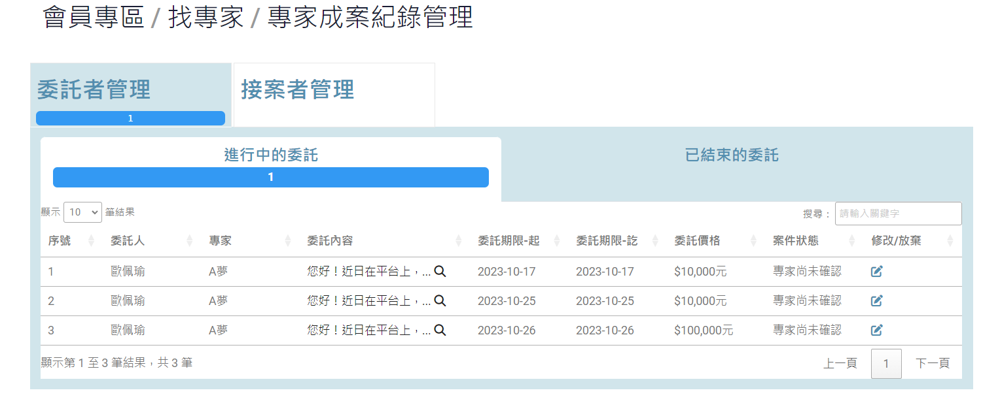 會員專區 / 找專家 / 專家成案紀錄管理
委託者管理 接案者管理
1
進行中的委託 已結束的委託
1
顯示 10 筆結果 搜尋： 請輸入關鍵字
序號 委託人 專家 委託內容 委託期限-起 委託期限-訖 委託價格 案件狀態 修改/放棄
1 歐佩瑜 A夢 您好！近日在平台上，... 2023-10-17 2023-10-17 $10,000元 專家尚未確認
2 歐佩瑜 A夢 您好！近日在平台上，... 2023-10-25 2023-10-25 $10,000元 專家尚未確認
3 歐佩瑜 A夢 您好！近日在平台上，... 2023-10-26 2023-10-26 $100,000元 專家尚未確認
顯示第 1 至 3 筆結果，共 3 筆 上一頁 1 下一頁